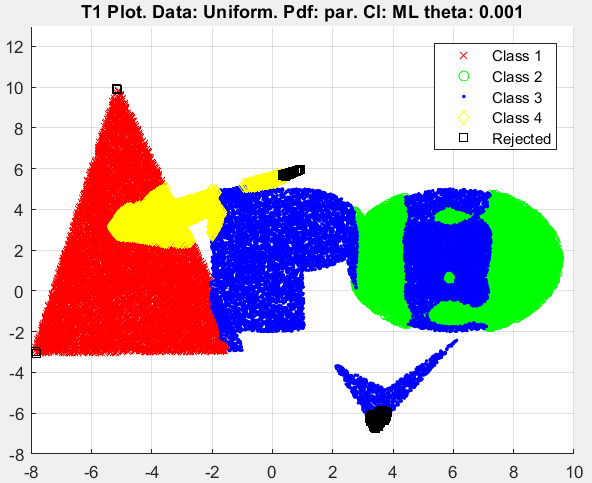 T1 Plot. Data: Uniform. Pdf: par. Cl: ML theta: 0.001
12
10
8
6
4
2
0
-2
-4
-6
-8
-8 -6 -4 -2 0 2 4 6 8 10
Class 1
Class 2
Class 3
Class 4
Rejected